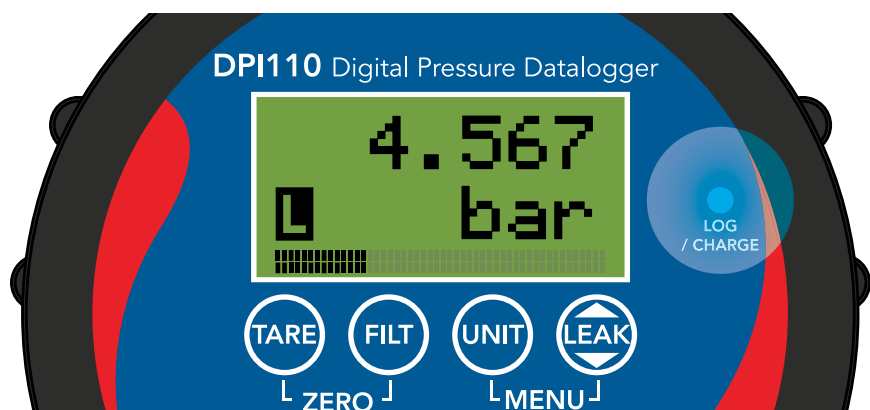 DPI110 Digital Pressure Datalogger
4.567
L bar
LOG
/ CHARGE
TARE FILT UNIT LEAK
ZERO MENU